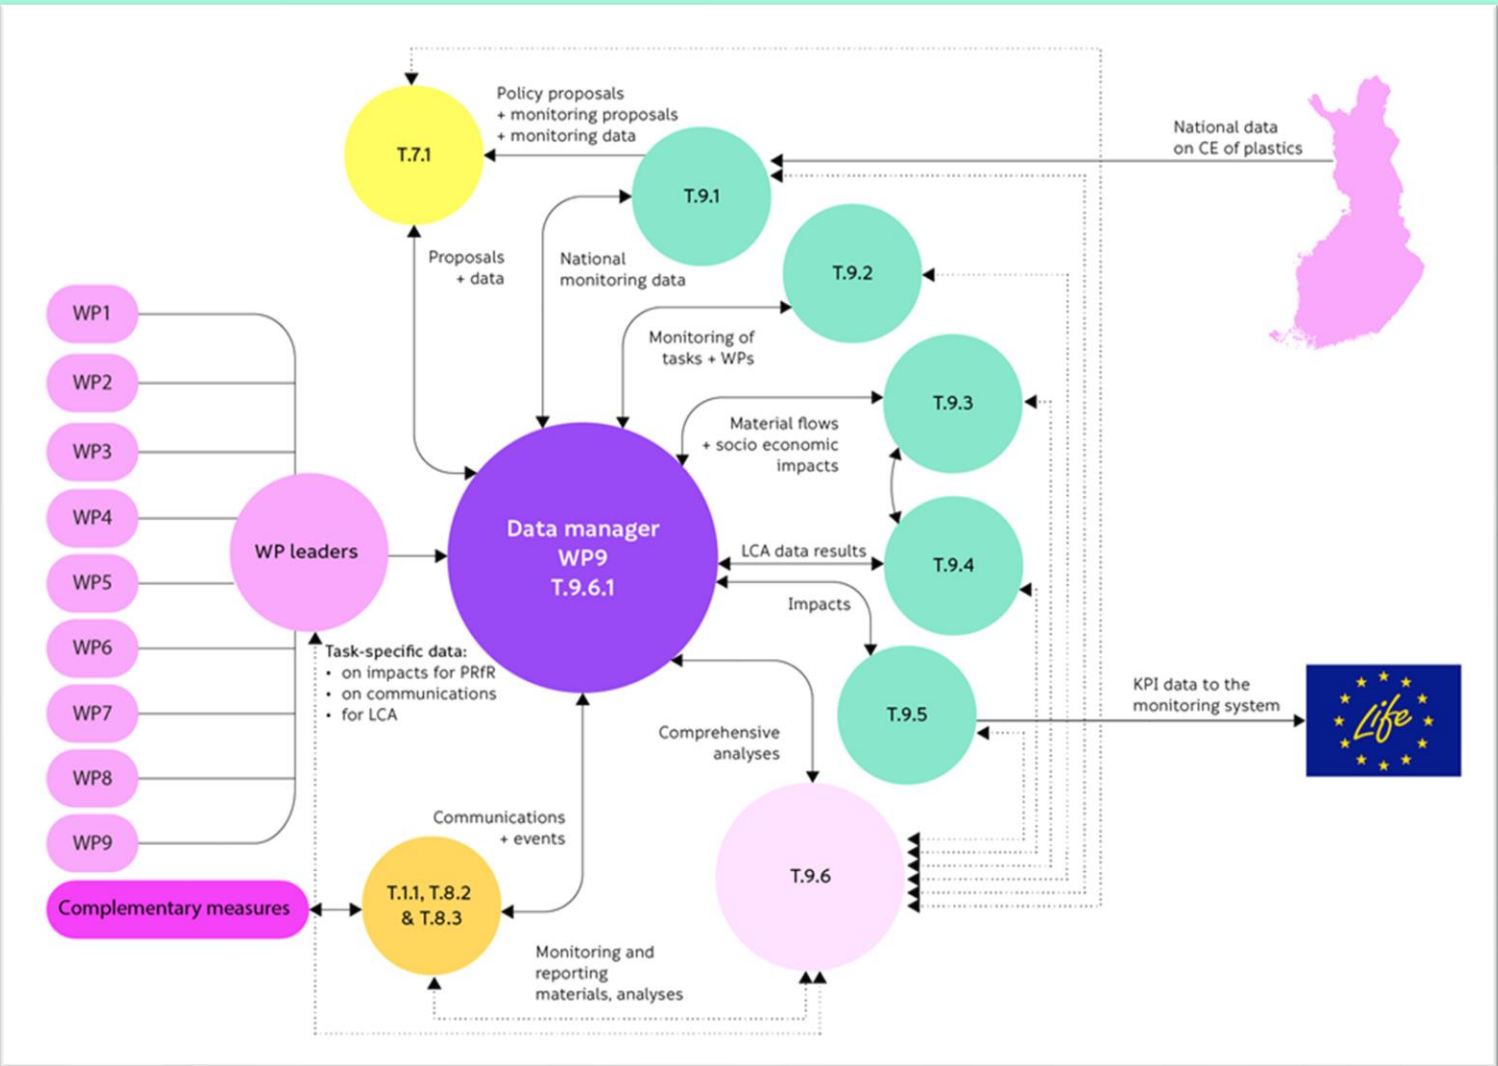 Policy proposals
+ monitoring proposals
+ monitoring data
T.7.1
T.9.1
National data
on CE of plastics
Proposals
+ data
National
monitoring data
T.9.2
Monitoring of
tasks + WPs
WP1
WP2
WP3
WP4
WP5
WP6
WP7
WP8
WP9
Complementary measures
WP leaders
T.9.3
Material flows
+ socio economic
impacts
Data manager
WP9
T.9.6.1
LCA data results
T.9.4
Impacts
Task-specific data:
• on impacts for PRfR
• on communications
• for LCA
T.9.5
KPI data to the
monitoring system
Life
Comprehensive
analyses
Communications
+ events
T.1.1, T.8.2
& T.8.3
T.9.6
Monitoring and
reporting
materials, analyses